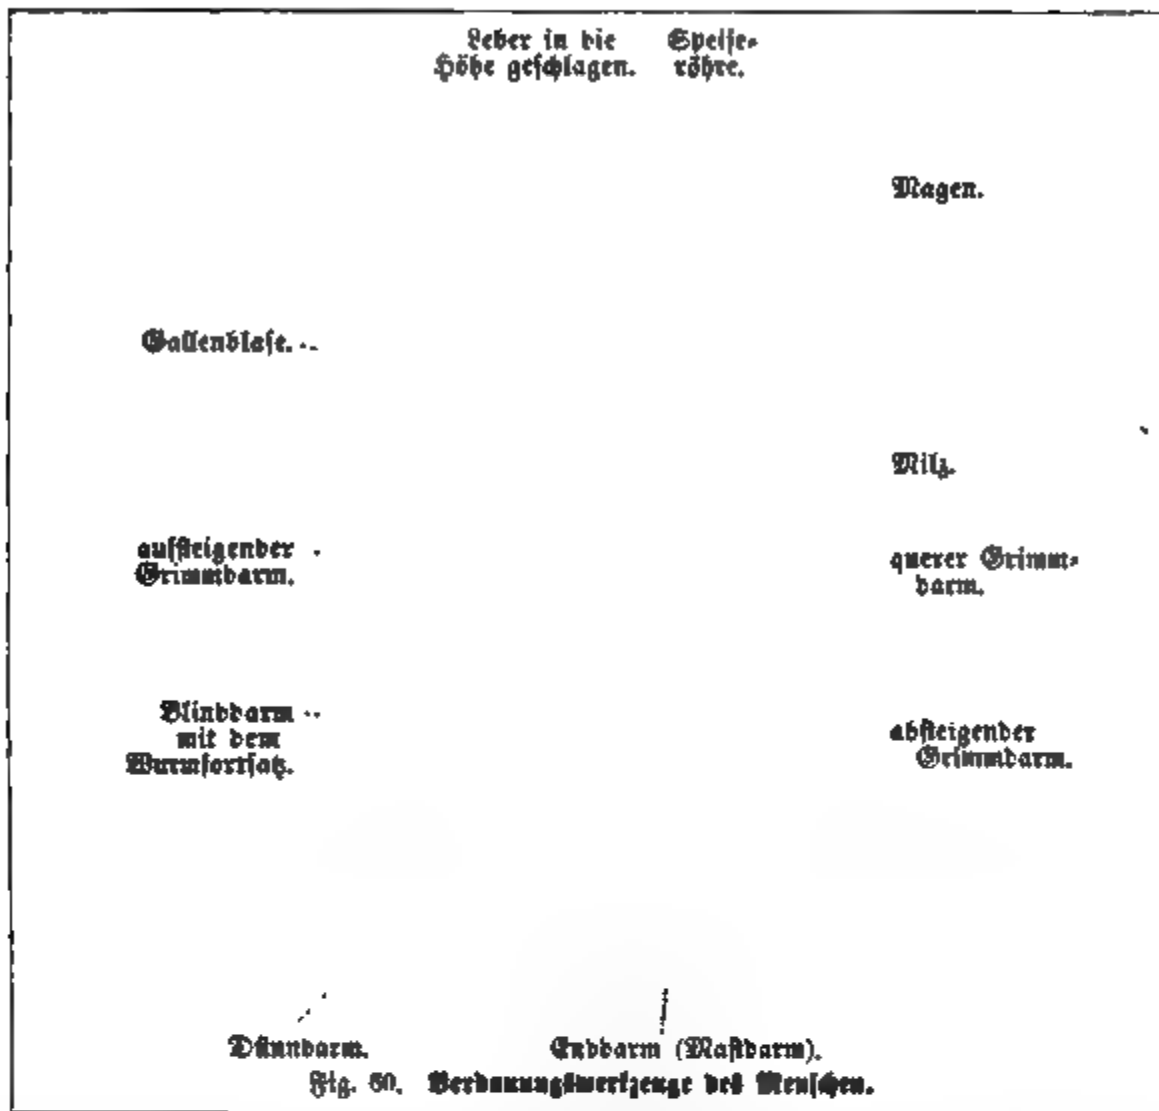 Leber in die Speise-
Höhe geschlagen. röhre.
Magen.
Gallenblase.
Milz.
aufsteigender
Grimmdarm.
querer Grimm-
darm.
Blinddarm
mit dem
Wurmfortsatz.
absteigender
Grimmdarm.
Dünndarm. Enddarm (Mastdarm).
Fig. 60. Verdauungswerkzeuge des Menschen.